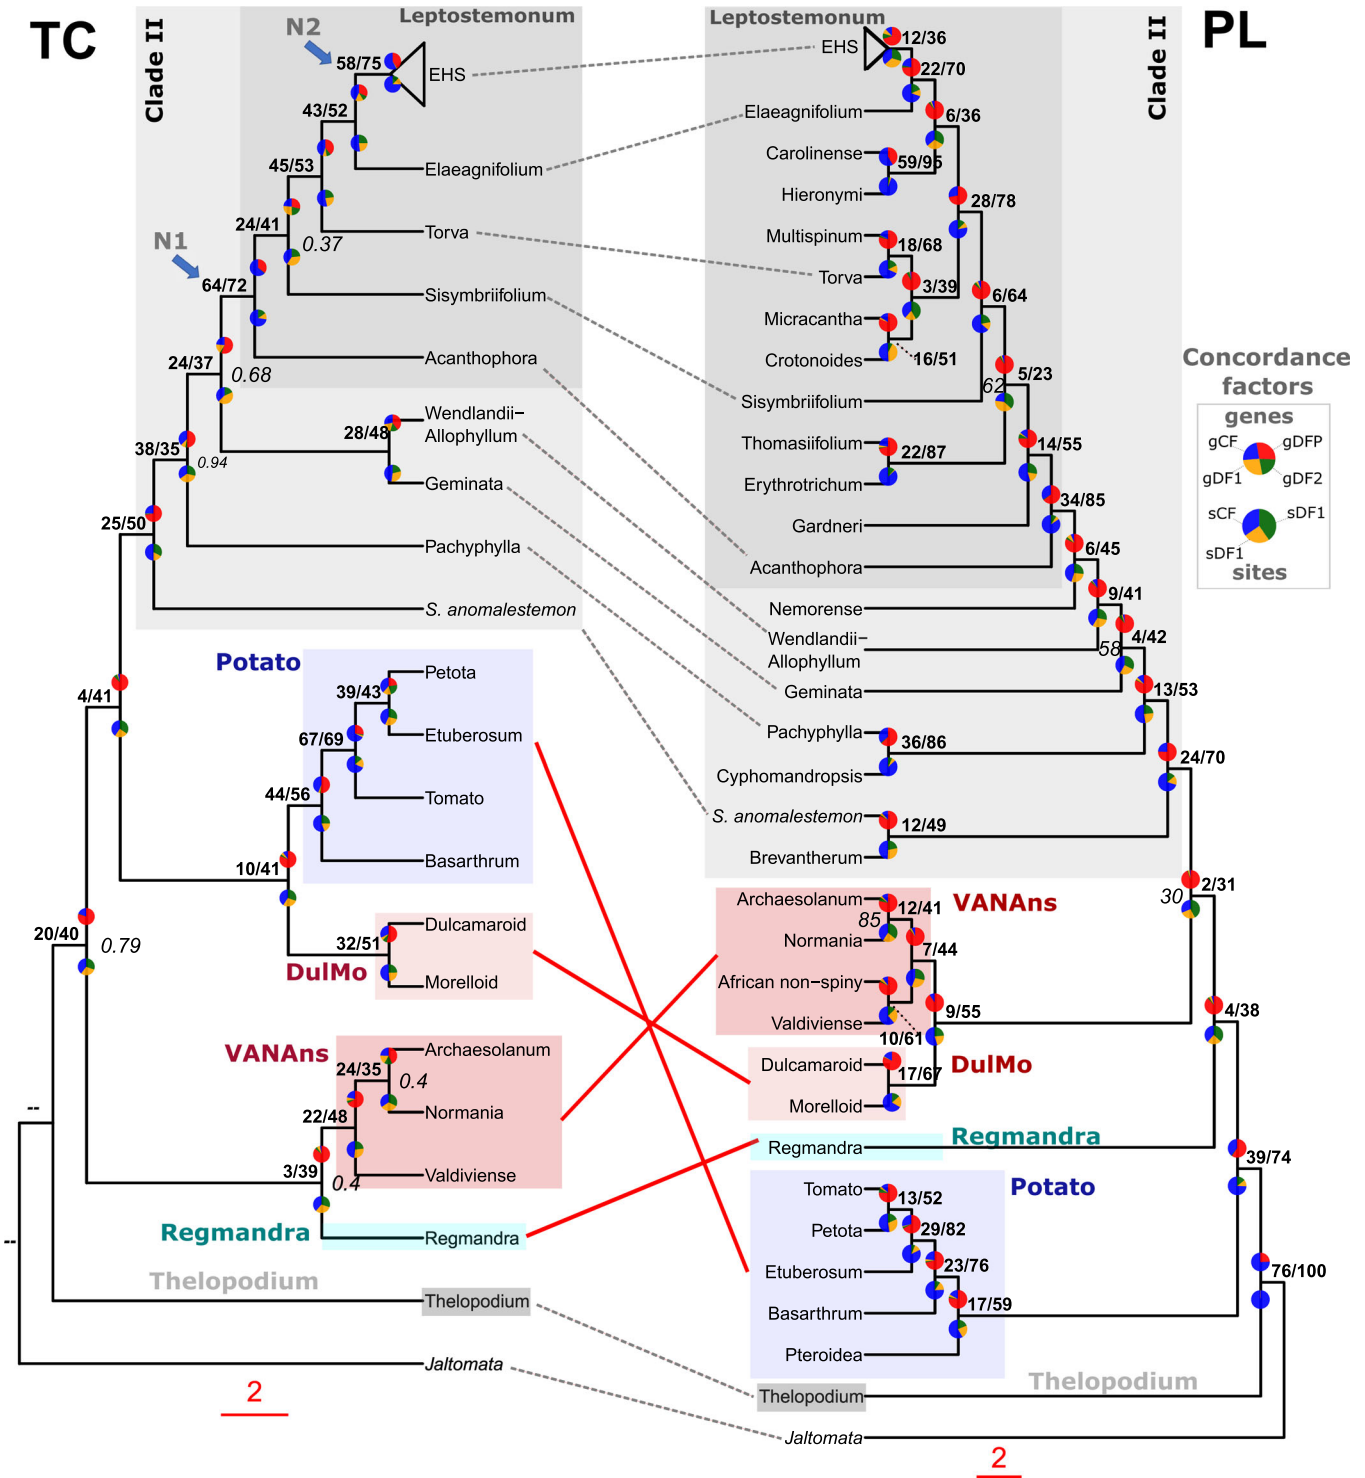 TC
Clade II
Leptostemonum
N2
58/75
EHS
43/52
45/53
Elaeagnifolium
24/41
0.37
Torva
N1
64/72
Sisymbriifolium
24/37
0.68
Acanthophora
38/35
0.94
28/48
Wendlandii−
Allophyllum
Geminata
25/50
Pachyphylla
S. anomalestemon
Potato
4/41
39/43
Petota
67/69
Etuberosum
44/56
Tomato
10/41
Basarthrum
20/40
0.79
32/51
Dulcamaroid
DulMo
Morelloid
VANAns
24/35
Archaesolanum
0.4
--
22/48
Normania
3/39
0.4
Valdiviense
--
Regmandra
Regmandra
Thelopodium
Thelopodium
Jaltomata
2
PL
Leptostemonum
Clade II
EHS
12/36
22/70
Elaeagnifolium
6/36
Carolinense
59/95
Hieronymi
28/78
Multispinum
18/68
Torva
3/39
6/64
Micracantha
Crotonoides
16/51
62
5/23
Sisymbriifolium
Thomasiifolium
22/87
14/55
Erythrotrichum
34/85
Gardneri
6/45
Acanthophora
9/41
Nemorense
Wendlandii−
Allophyllum
58
4/42
Geminata
13/53
Pachyphylla
36/86
24/70
Cyphomandropsis
S. anomalestemon
12/49
Brevantherum
30
2/31
Archaesolanum
12/41
VANAns
85
Normania
7/44
African non−spiny
9/55
4/38
Valdiviense
10/61
Dulcamaroid
17/67
DulMo
Morelloid
Regmandra
Regmandra
39/74
Tomato
13/52
Potato
Petota
29/82
Etuberosum
23/76
76/100
Basarthrum
17/59
Pteroidea
Thelopodium
Thelopodium
Jaltomata
2
Concordance
factors
genes
gCF
gDFP
gDF1
gDF2
sCF
sDF1
sDF1
sites